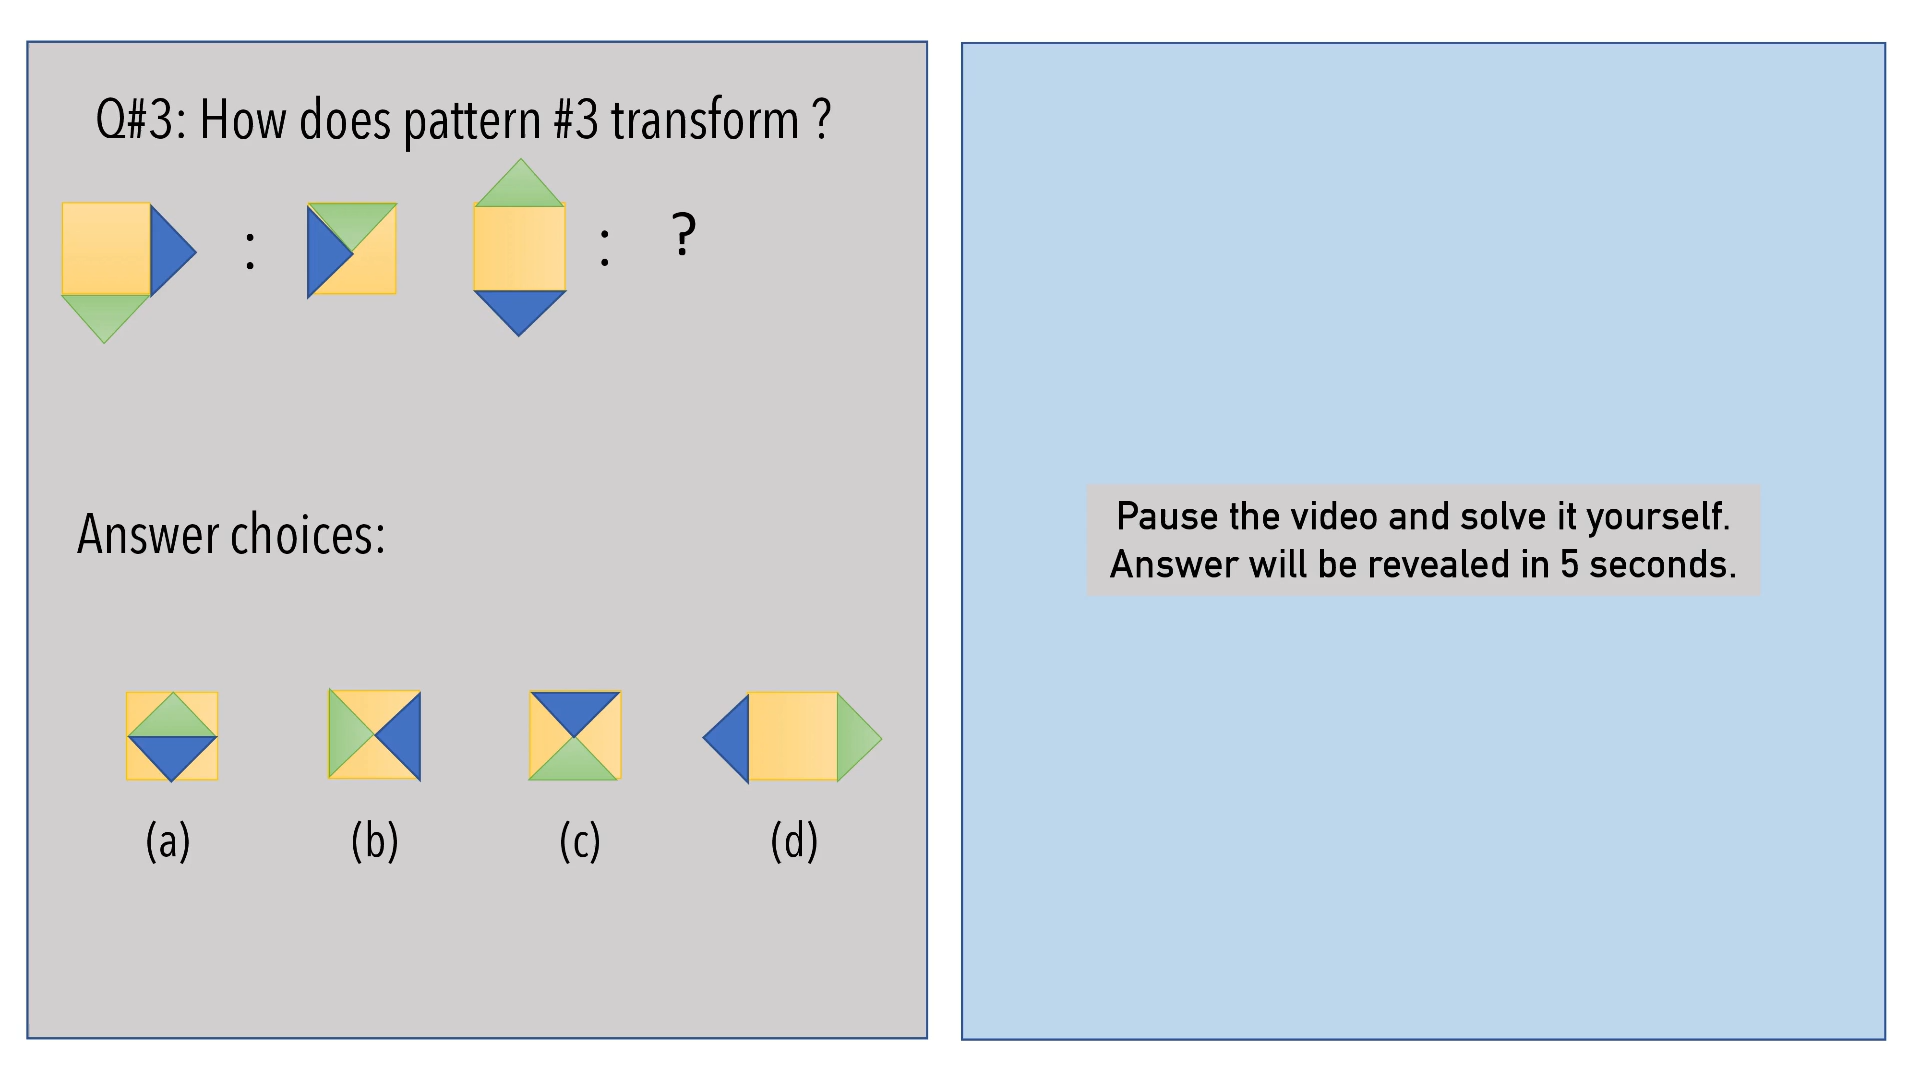 Q#3: How does pattern #3 transform ?
: : ?
Answer choices:
(a) (b) (c) (d)
Pause the video and solve it yourself.
Answer will be revealed in 5 seconds.